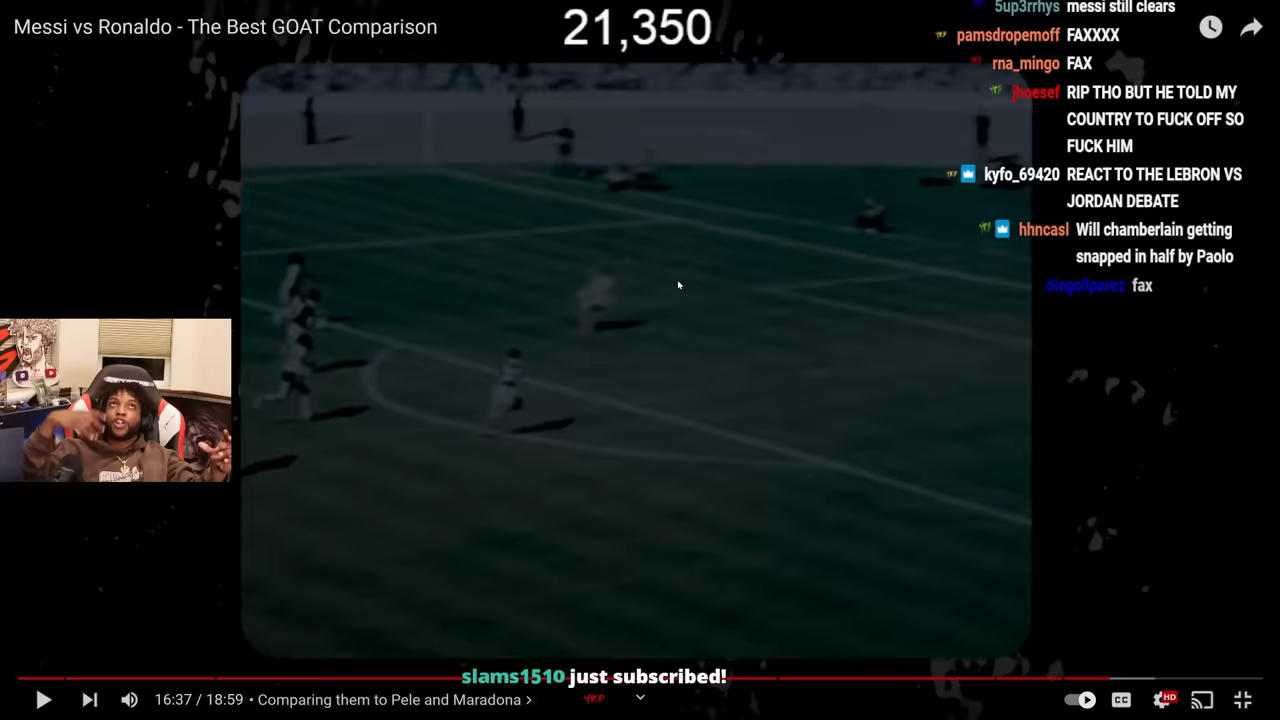 Messi vs Ronaldo - The Best GOAT Comparison
21,350
5up3rrhys messi still clears
pamsdropemoff FAXXXX
rna_mingo FAX
jhoesef RIP THO BUT HE TOLD MY
COUNTRY TO FUCK OFF SO
FUCK HIM
kyfo_69420 REACT TO THE LEBRON VS
JORDAN DEBATE
hhncasl Will chamberlain getting
snapped in half by Paolo
fax
slams1510 just subscribed!
16:37 / 18:59 • Comparing them to Pele and Maradona >
CC
HD